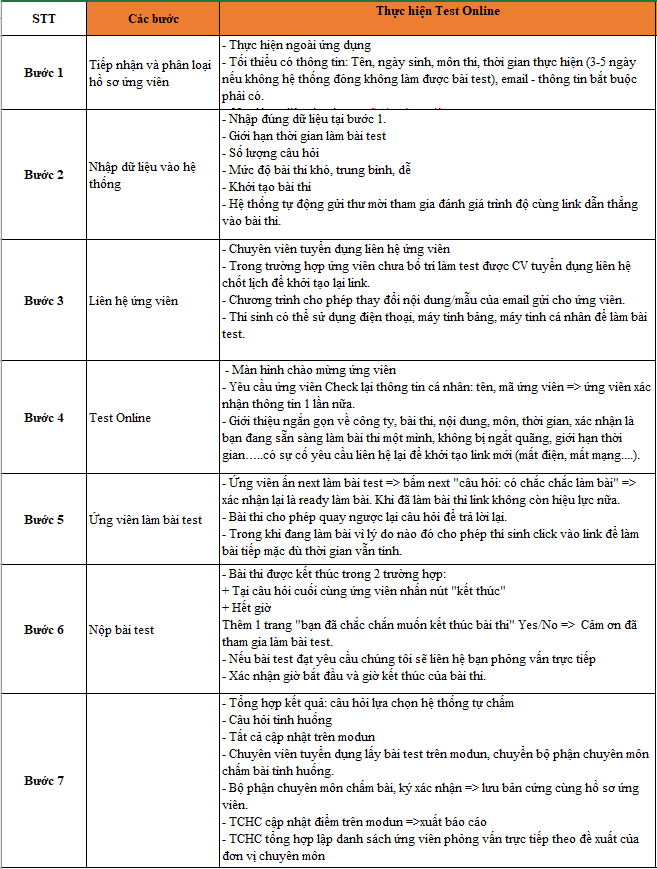 STT
Các bước
Thực hiện Test Online
Bước 1
Tiếp nhận và phân loại
hồ sơ ứng viên
- Thực hiện ngoài ứng dụng
- Tối thiểu có thông tin: Tên, ngày sinh, môn thi, thời gian thực hiện (3-5 ngày
nếu không hệ thống đóng không làm được bài test), email - thông tin bắt buộc
phải có.
Bước 2
Nhập dữ liệu vào hệ
thống
- Nhập đúng dữ liệu tại bước 1.
- Giới hạn thời gian làm bài test
- Số lượng câu hỏi
- Mức độ bài thi khó, trung bình, dễ
- Khởi tạo bài thi
- Hệ thống tự động gửi thư mời tham gia đánh giá trình độ cùng link dẫn thẳng
vào bài thi.
Bước 3
Liên hệ ứng viên
- Chuyên viên tuyển dụng liên hệ ứng viên
- Trong trường hợp ứng viên chưa bố trí làm test được CV tuyển dụng liên hệ
chốt lịch để khởi tạo lại link.
- Chương trình cho phép thay đổi nội dung/mẫu của email gửi cho ứng viên.
- Thí sinh có thể sử dụng điện thoại, máy tính bảng, máy tính cá nhân để làm bài
test.
Bước 4
Test Online
- Màn hình chào mừng ứng viên
- Yêu cầu ứng viên Check lại thông tin cá nhân: tên, mã ứng viên => ứng viên xác
nhận thông tin 1 lần nữa.
- Giới thiệu ngắn gọn về công ty, bài thi, nội dung, môn, thời gian, xác nhận là
bạn đang sẵn sàng làm bài thi một mình, không bị ngắt quãng, giới hạn thời
gian…..có sự cố yêu cầu liên hệ lại để khởi tạo link mới (mất điện, mất mạng....).
Bước 5
Ứng viên làm bài test
- Ứng viên ấn next làm bài test => bấm next "câu hỏi: có chắc chắc làm bài" =>
xác nhận lại là ready làm bài. Khi đã làm bài thi link không còn hiệu lực nữa.
- Bài thi cho phép quay ngược lại câu hỏi để trả lời lại.
- Trong khi đang làm bài vì lý do nào đó cho phép thí sinh click vào link để làm
bài tiếp mặc dù thời gian vẫn tính.
Bước 6
Nộp bài test
- Bài thi được kết thúc trong 2 trường hợp:
+ Tại câu hỏi cuối cùng ứng viên nhấn nút "kết thúc"
+ Hết giờ
Thêm 1 trang "bạn đã chắc chắn muốn kết thúc bài thi" Yes/No => Cảm ơn đã
tham gia làm bài test.
- Nếu bài test đạt yêu cầu chúng tôi sẽ liên hệ bạn phỏng vấn trực tiếp
- Xác nhận giờ bắt đầu và giờ kết thúc của bài thi.
Bước 7
- Tổng hợp kết quả: câu hỏi lựa chọn hệ thống tự chấm
- Câu hỏi tình huống
- Tất cả cập nhật trên modun
- Chuyên viên tuyển dụng lấy bài test trên modun, chuyển bộ phận chuyên môn
chấm bài tình huống.
- Bộ phận chuyên môn chấm bài, ký xác nhận => lưu bản cứng cùng hồ sơ ứng
viên.
- TCHC cập nhật điểm trên modun =>xuất báo cáo
- TCHC tổng hợp lập danh sách ứng viên phỏng vấn trực tiếp theo đề xuất của
đơn vị chuyên môn